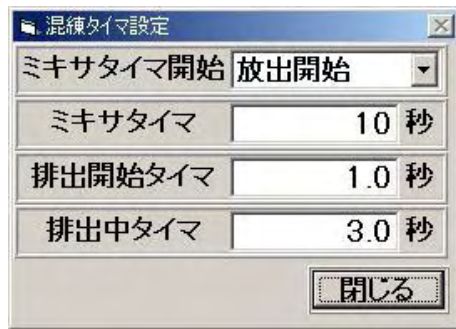 混練タイマ設定
ミキサタイマ開始 放出開始
ミキサタイマ 10 秒
排出開始タイマ 1.0 秒
排出中タイマ 3.0 秒
閉じる